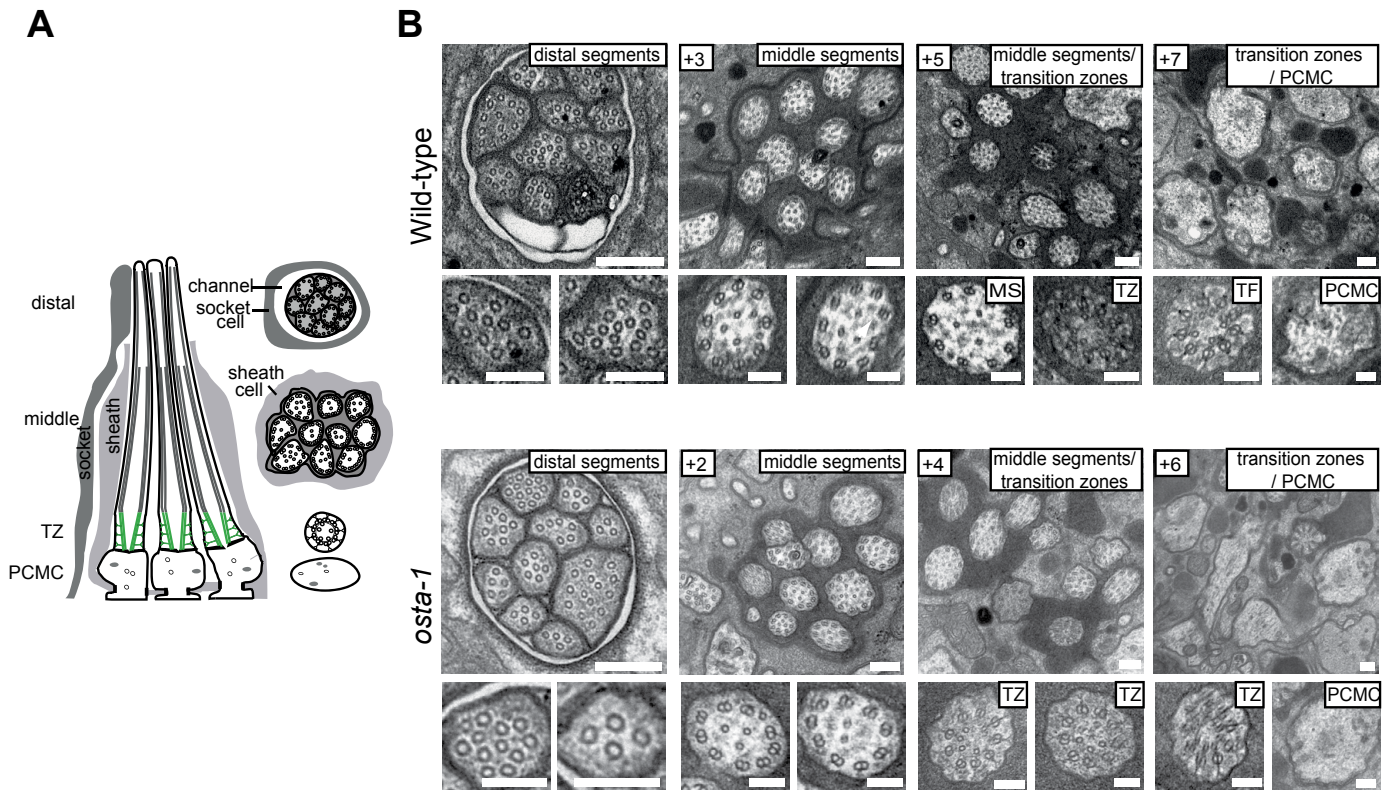 A
distal
channel
socket
cell
sheath
cell
middle
socket
sheath
TZ
PCMC
B
Wild-type
distal segments
+3
middle segments
+5
middle segments/
transition zones
+7
transition zones
/ PCMC
MS
TZ
TF
PCMC
osta-1
distal segments
+2
middle segments
+4
middle segments/
transition zones
+6
transition zones
/ PCMC
TZ
TZ
TZ
PCMC